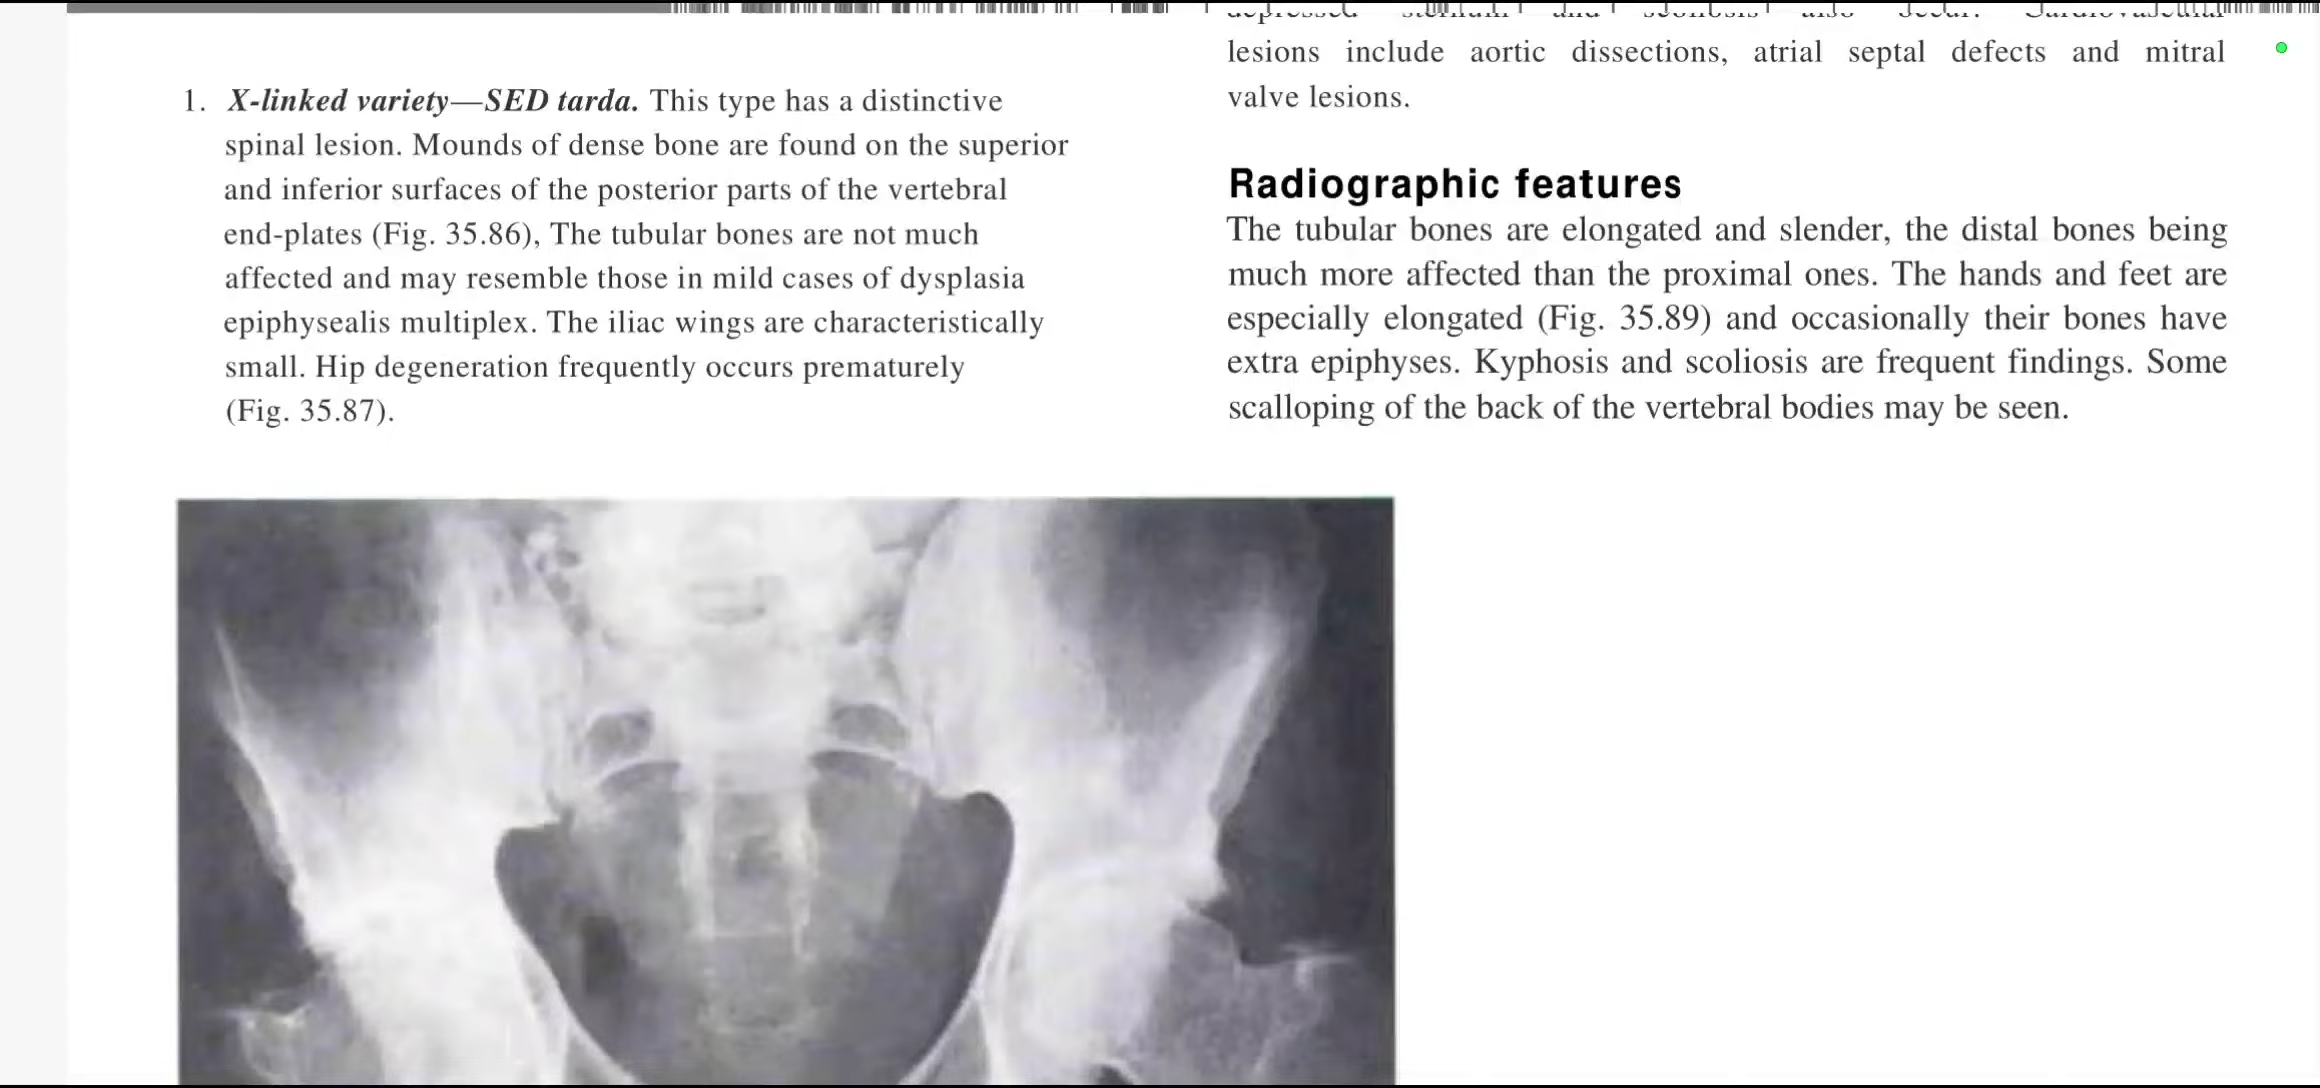 1. X-linked variety—SED tarda. This type has a distinctive
spinal lesion. Mounds of dense bone are found on the superior
and inferior surfaces of the posterior parts of the vertebral
end-plates (Fig. 35.86), The tubular bones are not much
affected and may resemble those in mild cases of dysplasia
epiphysealis multiplex. The iliac wings are characteristically
small. Hip degeneration frequently occurs prematurely
(Fig. 35.87).
depressed sternum and scoliosis also occur. Cardiovascular
lesions include aortic dissections, atrial septal defects and mitral
valve lesions.
Radiographic features
The tubular bones are elongated and slender, the distal bones being
much more affected than the proximal ones. The hands and feet are
especially elongated (Fig. 35.89) and occasionally their bones have
extra epiphyses. Kyphosis and scoliosis are frequent findings. Some
scalloping of the back of the vertebral bodies may be seen.